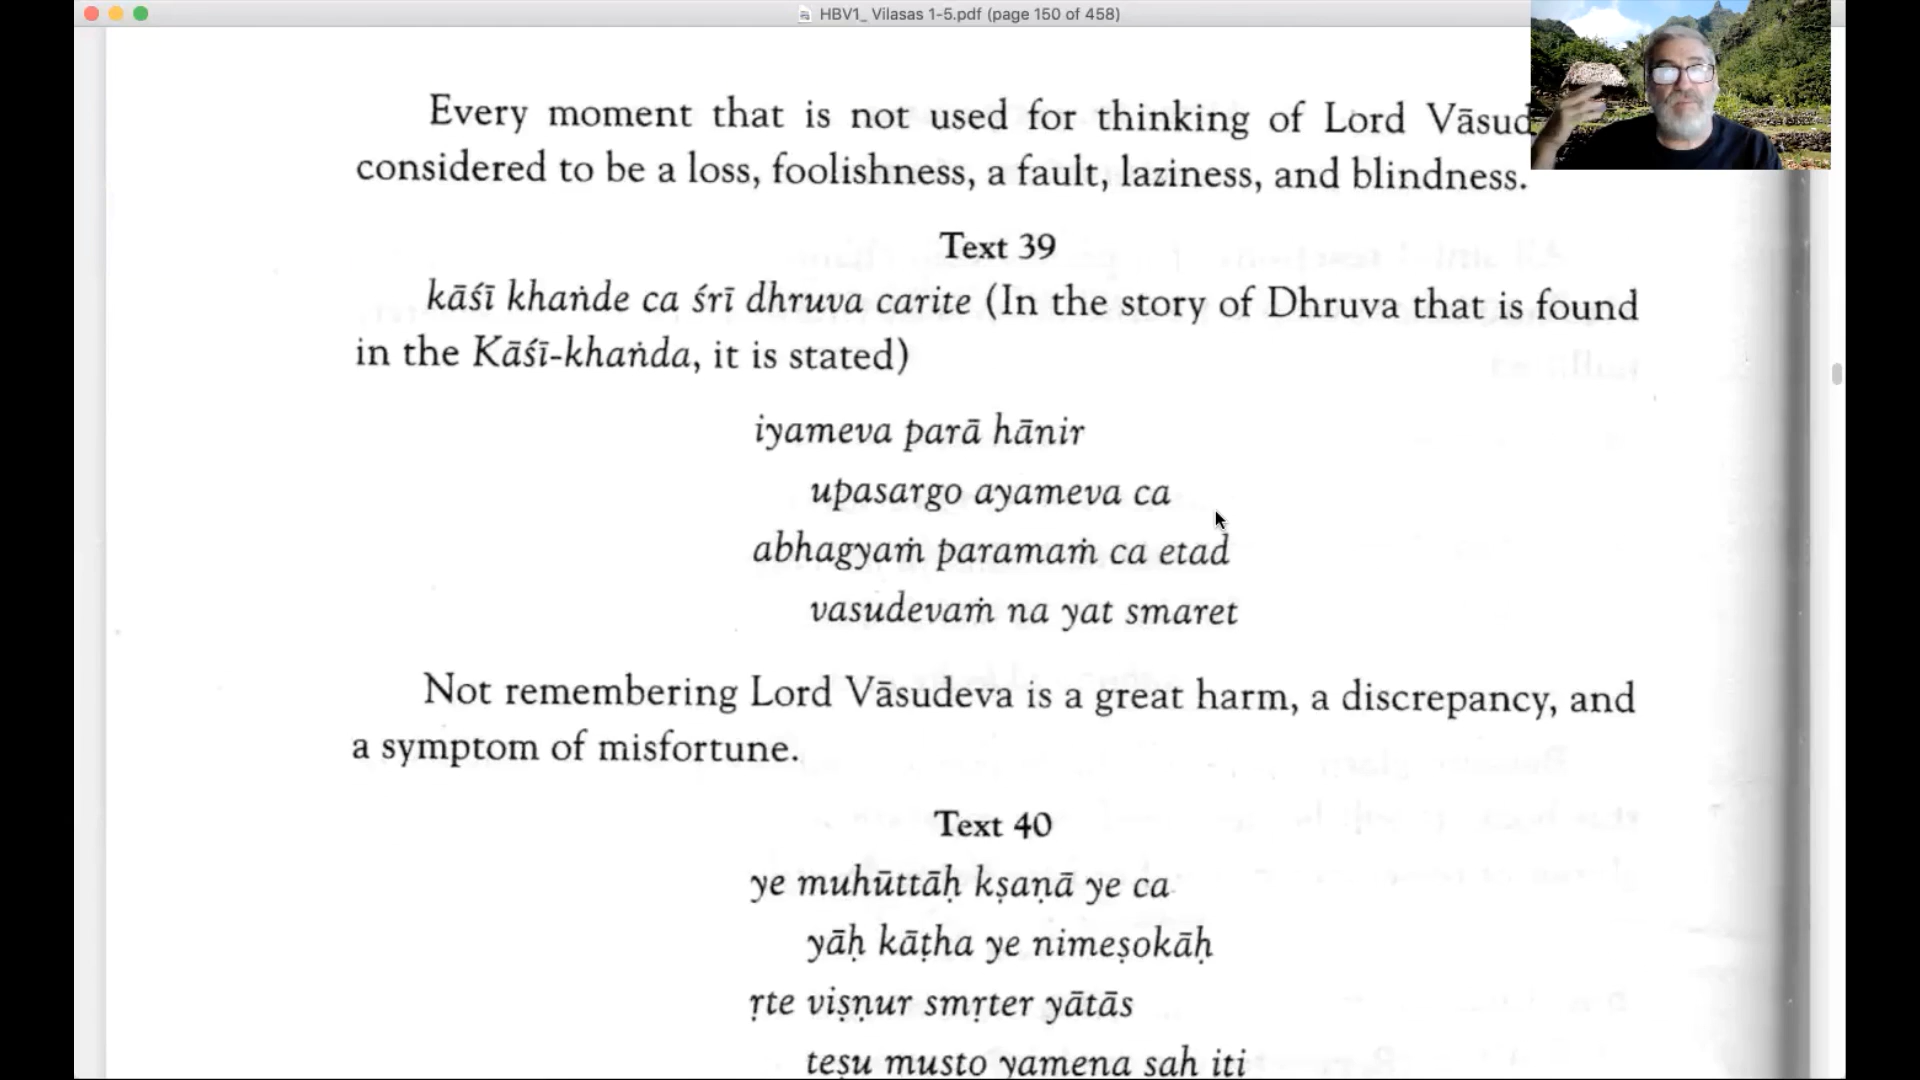 HBV1_ Vilasas 1-5.pdf (page 150 of 458)
Every moment that is not used for thinking of Lord
considered to be a loss, foolishness, a fault, laziness, and blindness.
Text 39
kāśī khaṅde ca śrī dhruva carite (In the story of Dhruva that is found
in the Kāśī-khaṅda, it is stated)
iyameva parā hānir
upasargo ayameva ca
abhagyaṁ paramaṁ ca etad
vasudevaṁ na yat smaret
Not remembering Lord Vāsudeva is a great harm, a discrepancy, and
a symptom of misfortune.
Text 40
ye muhūttāḥ kṣaṇā ye ca
yāḥ kāṭha ye nimeṣokāḥ
ṛte viṣṇur smṛter yātās
teṣu musto yamena sah iti